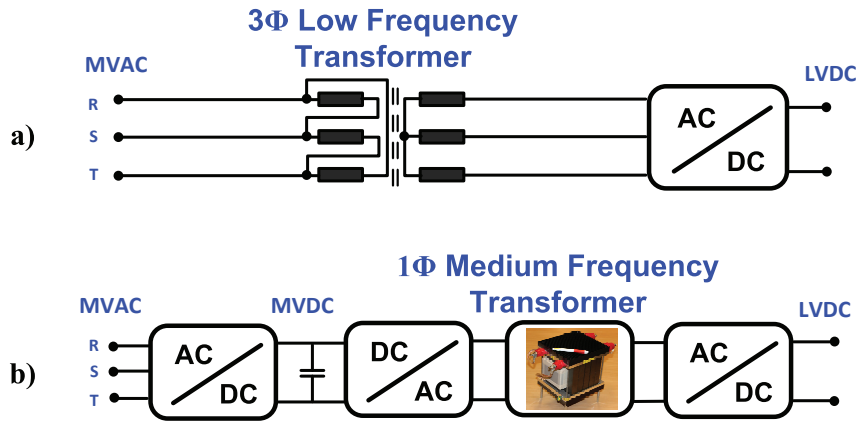 3Φ Low Frequency
Transformer
MVAC
LVDC
R
a)
S
T
AC
DC
1Φ Medium Frequency
Transformer
MVAC
MVDC
LVDC
b)
R
S
T
AC
DC
DC
AC
AC
DC